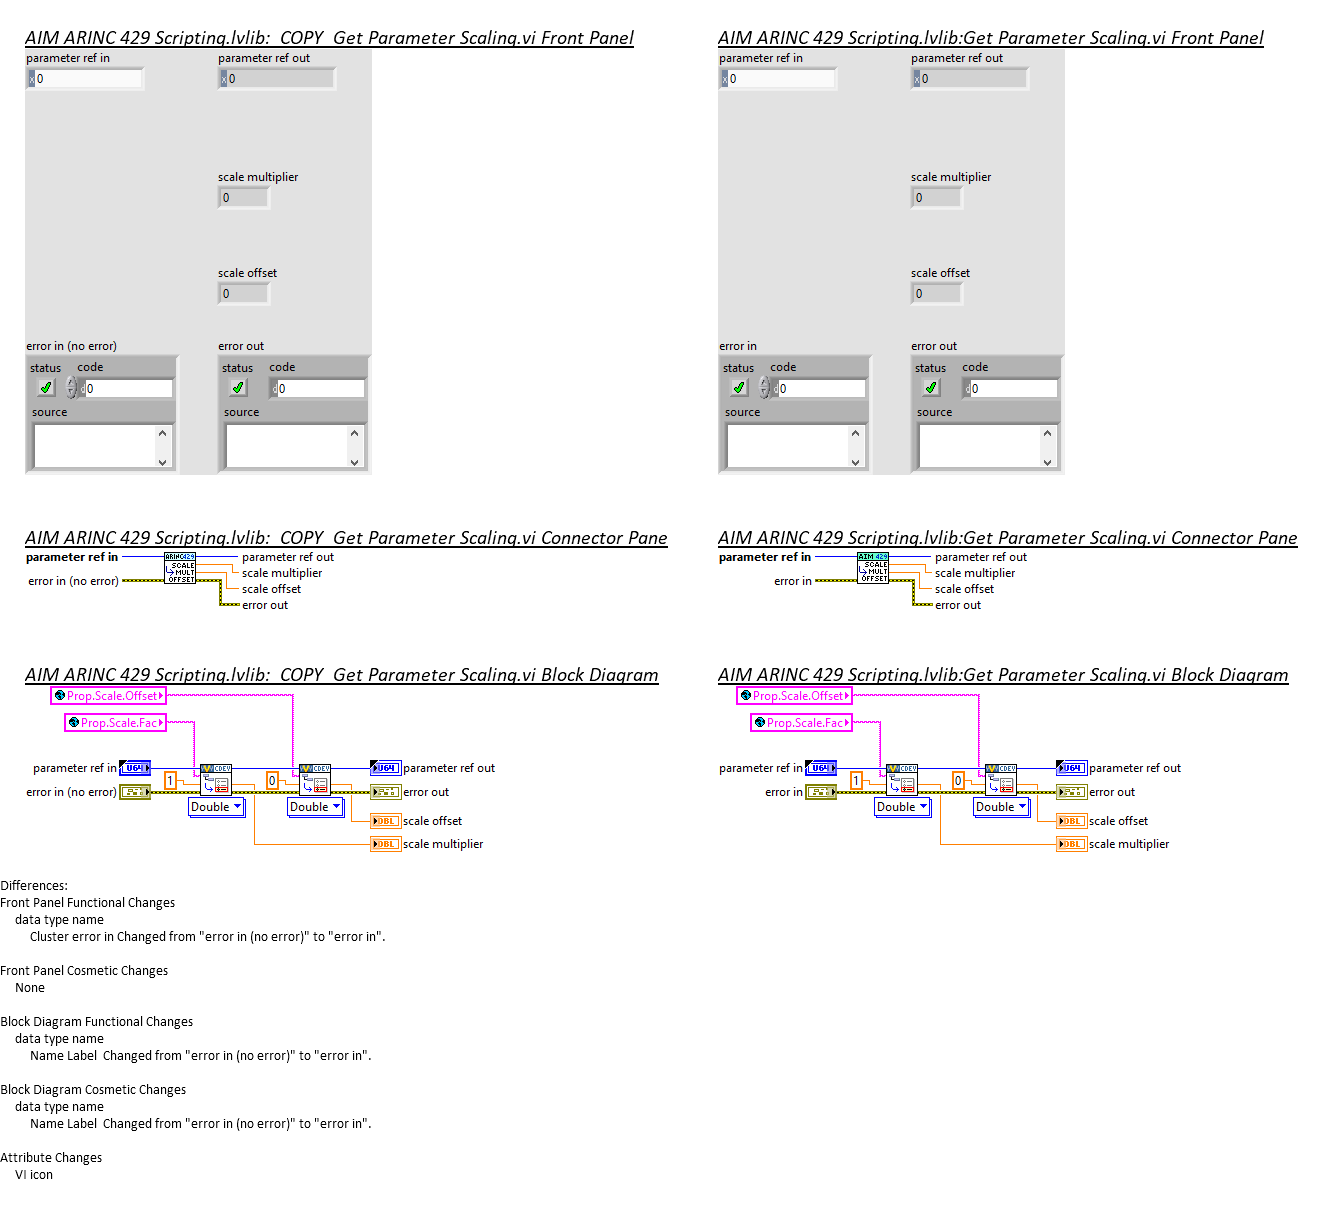 AIM ARINC 429 Scripting.lvlib:_COPY_Get Parameter Scaling.vi Front Panel
parameter ref in
parameter ref out
x 0
x 0
scale multiplier
0
scale offset
0
error in (no error)
error out
status code
status code
d 0
d 0
source
source
AIM ARINC 429 Scripting.lvlib:Get Parameter Scaling.vi Front Panel
parameter ref in
parameter ref out
x 0
x 0
scale multiplier
0
scale offset
0
error in
error out
status code
status code
d 0
d 0
source
source
AIM ARINC 429 Scripting.lvlib:_COPY_Get Parameter Scaling.vi Connector Pane
parameter ref in
error in (no error)
ARINC429
SCALE
MULT
OFFSET
parameter ref out
scale multiplier
scale offset
error out
AIM ARINC 429 Scripting.lvlib:Get Parameter Scaling.vi Connector Pane
parameter ref in
error in
AIM 429
SCALE
MULT
OFFSET
parameter ref out
scale multiplier
scale offset
error out
AIM ARINC 429 Scripting.lvlib:_COPY_Get Parameter Scaling.vi Block Diagram
Prop.Scale.Offset
Prop.Scale.Fac
parameter ref in
U64
1
CDEV
0
CDEV
U64
parameter ref out
error in (no error)
error out
Double
Double
DBL
scale offset
DBL
scale multiplier
AIM ARINC 429 Scripting.lvlib:Get Parameter Scaling.vi Block Diagram
Prop.Scale.Offset
Prop.Scale.Fac
parameter ref in
U64
1
CDEV
0
CDEV
U64
parameter ref out
error in
error out
Double
Double
DBL
scale offset
DBL
scale multiplier
Differences:
Front Panel Functional Changes
data type name
Cluster error in Changed from "error in (no error)" to "error in".
Front Panel Cosmetic Changes
None
Block Diagram Functional Changes
data type name
Name Label  Changed from "error in (no error)" to "error in".
Block Diagram Cosmetic Changes
data type name
Name Label  Changed from "error in (no error)" to "error in".
Attribute Changes
VI icon